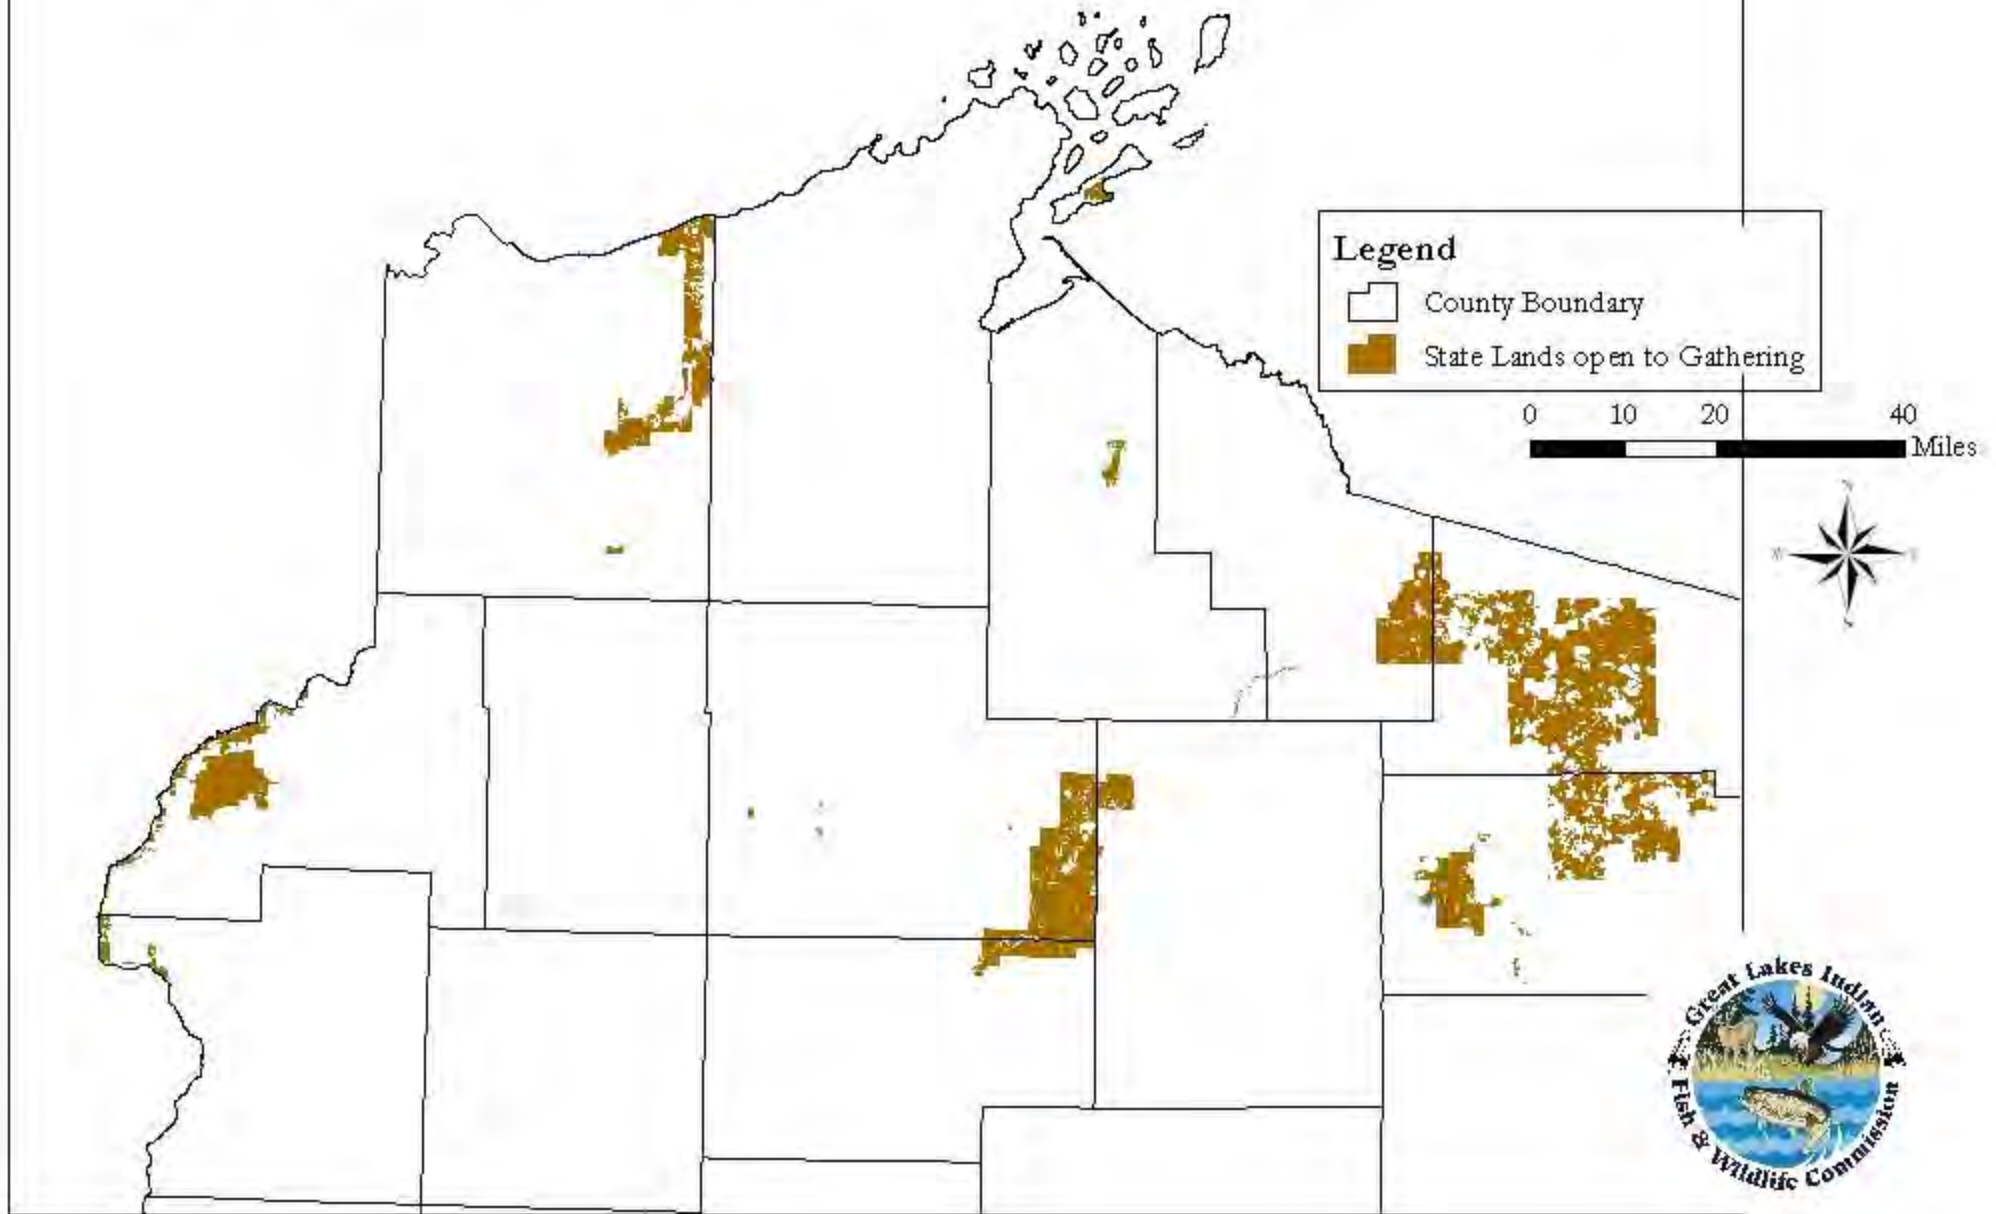 Legend
County Boundary
State Lands open to Gathering
0 10 20 40
Miles
N
W
E
S
Great Lakes Indian
Fish & Wildlife Commission